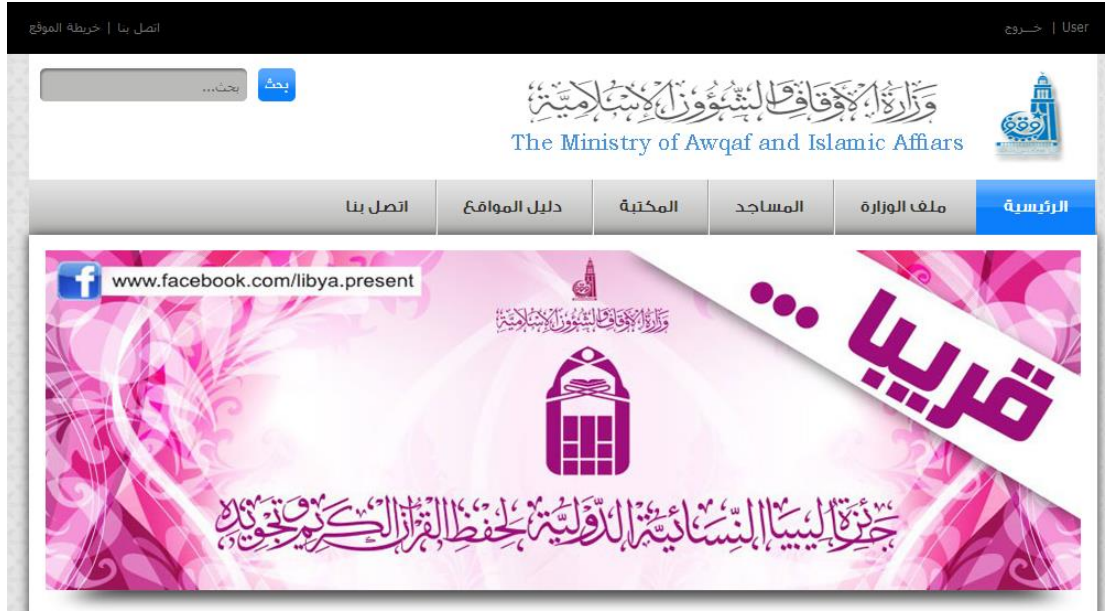 User | خـــروج
اتصل بنا | خريطة الموقع
وزارة الأوقاف والشؤون الإسلامية
The Ministry of Awqaf and Islamic Affiars
بحث
بحث...
الرئيسية
ملف الوزارة
المساجد
المكتبة
دليل المواقع
اتصل بنا
www.facebook.com/libya.present
قريبا ...
وزارة الأوقاف والشؤون الإسلامية
جائزة ليبيا النسائية الدولية لحفظ القرآن الكريم وتجويده